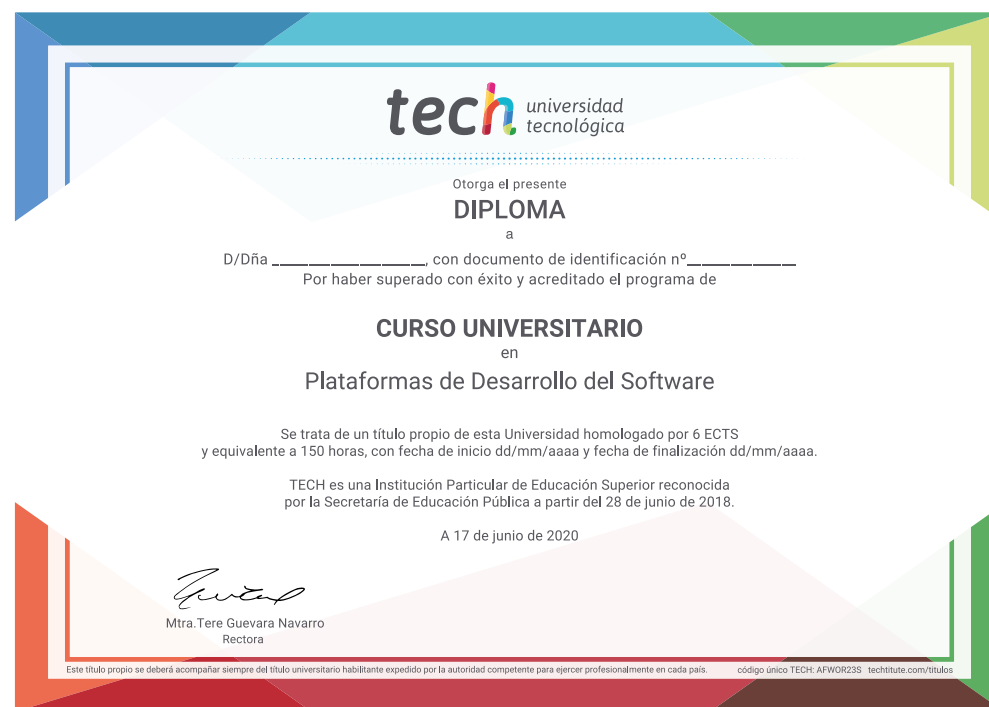 tech universidad
tecnológica
Otorga el presente
DIPLOMA
a
D/Dña ____________________, con documento de identificación nº______________
Por haber superado con éxito y acreditado el programa de
CURSO UNIVERSITARIO
en
Plataformas de Desarrollo del Software
Se trata de un título propio de esta Universidad homologado por 6 ECTS
y equivalente a 150 horas, con fecha de inicio dd/mm/aaaa y fecha de finalización dd/mm/aaaa.
TECH es una Institución Particular de Educación Superior reconocida
por la Secretaría de Educación Pública a partir del 28 de junio de 2018.
A 17 de junio de 2020
Mtra.Tere Guevara Navarro
Rectora
Este título propio se deberá acompañar siempre del título universitario habilitante expedido por la autoridad competente para ejercer profesionalmente en cada país. código único TECH: AFWOR23S techtitute.com/titulos